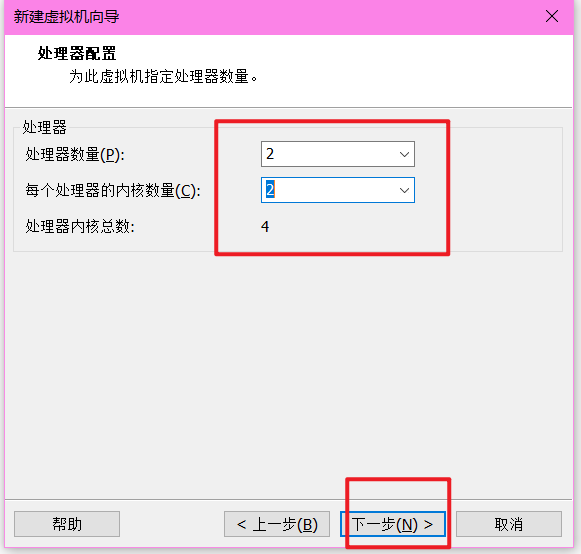 新建虚拟机向导
处理器配置
为此虚拟机指定处理器数量。
处理器
处理器数量(P): 2
每个处理器的内核数量(C): 2
处理器内核总数: 4
帮助 < 上一步(B) 下一步(N) > 取消